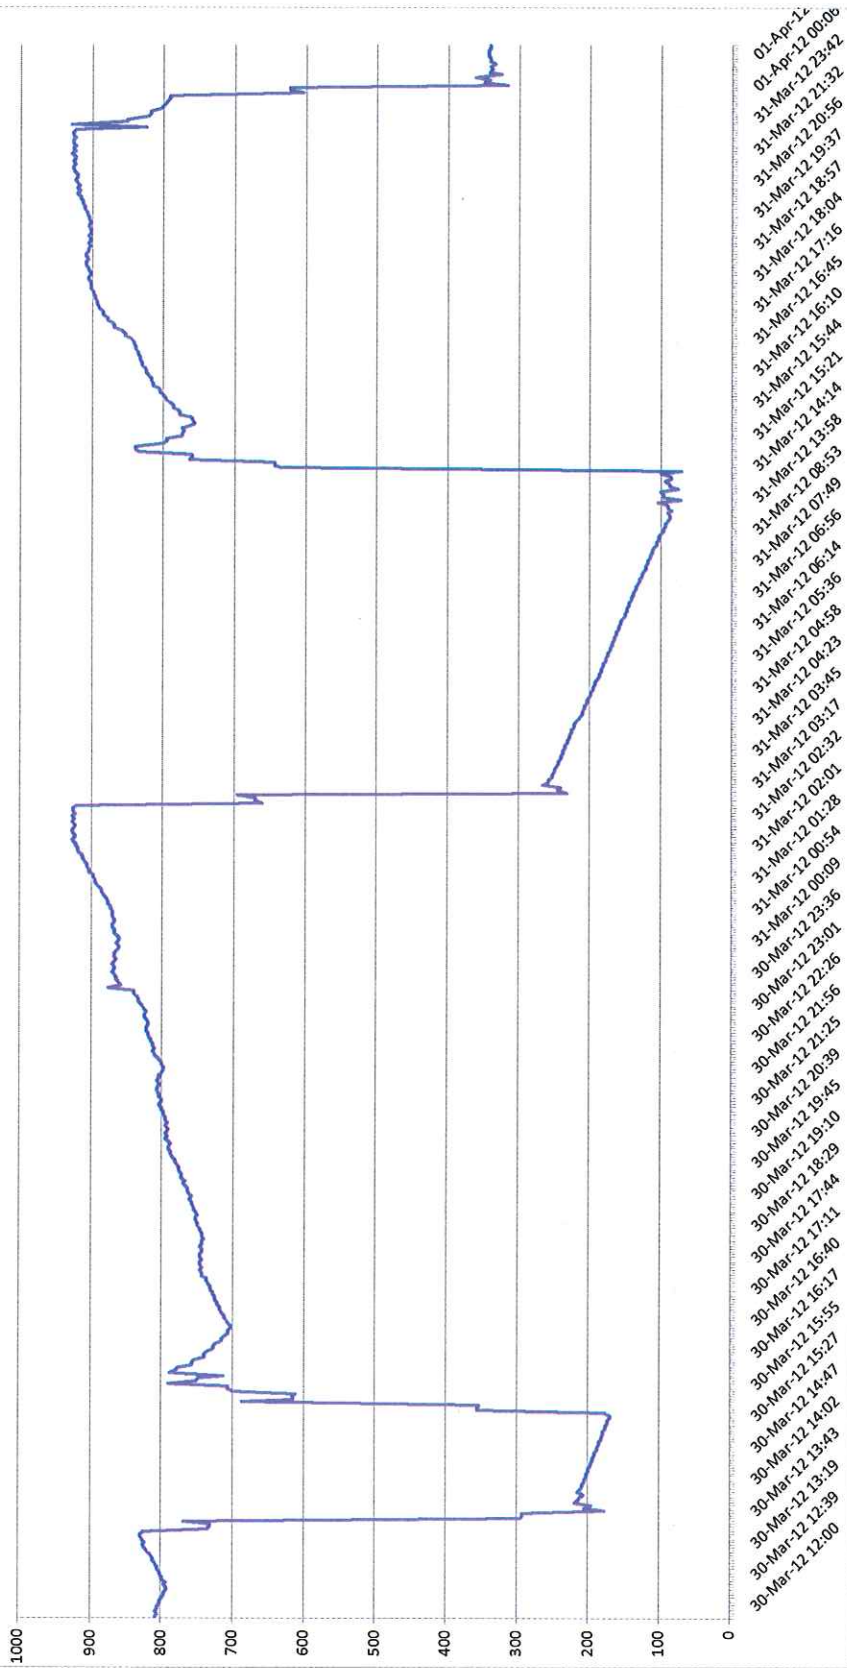 1000
900
800
700
600
500
400
300
200
100
0
30-Mar-12 12:00
30-Mar-12 12:39
30-Mar-12 13:19
30-Mar-12 13:43
30-Mar-12 14:02
30-Mar-12 14:47
30-Mar-12 15:27
30-Mar-12 15:55
30-Mar-12 16:17
30-Mar-12 16:40
30-Mar-12 17:11
30-Mar-12 17:44
30-Mar-12 18:29
30-Mar-12 19:10
30-Mar-12 19:45
30-Mar-12 20:39
30-Mar-12 21:25
30-Mar-12 21:56
30-Mar-12 22:26
30-Mar-12 23:01
30-Mar-12 23:36
31-Mar-12 00:09
31-Mar-12 00:54
31-Mar-12 01:28
31-Mar-12 02:01
31-Mar-12 02:32
31-Mar-12 03:17
31-Mar-12 03:45
31-Mar-12 04:23
31-Mar-12 04:58
31-Mar-12 05:36
31-Mar-12 06:14
31-Mar-12 06:56
31-Mar-12 07:49
31-Mar-12 08:53
31-Mar-12 13:58
31-Mar-12 14:14
31-Mar-12 15:21
31-Mar-12 15:44
31-Mar-12 16:10
31-Mar-12 16:45
31-Mar-12 17:16
31-Mar-12 18:04
31-Mar-12 18:57
31-Mar-12 19:37
31-Mar-12 20:56
31-Mar-12 21:32
31-Mar-12 23:42
01-Apr-12 00:06
01-Apr-12